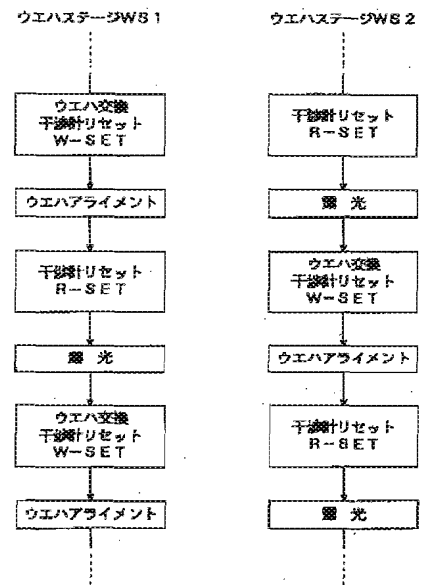 ウエハステージWS1
ウエハ交換
干渉計リセット
W-SET
ウエハアライメント
干渉計リセット
R-SET
露 光
ウエハ交換
干渉計リセット
W-SET
ウエハアライメント
ウエハステージWS2
干渉計リセット
R-SET
露 光
ウエハ交換
干渉計リセット
W-SET
ウエハアライメント
干渉計リセット
R-SET
露 光